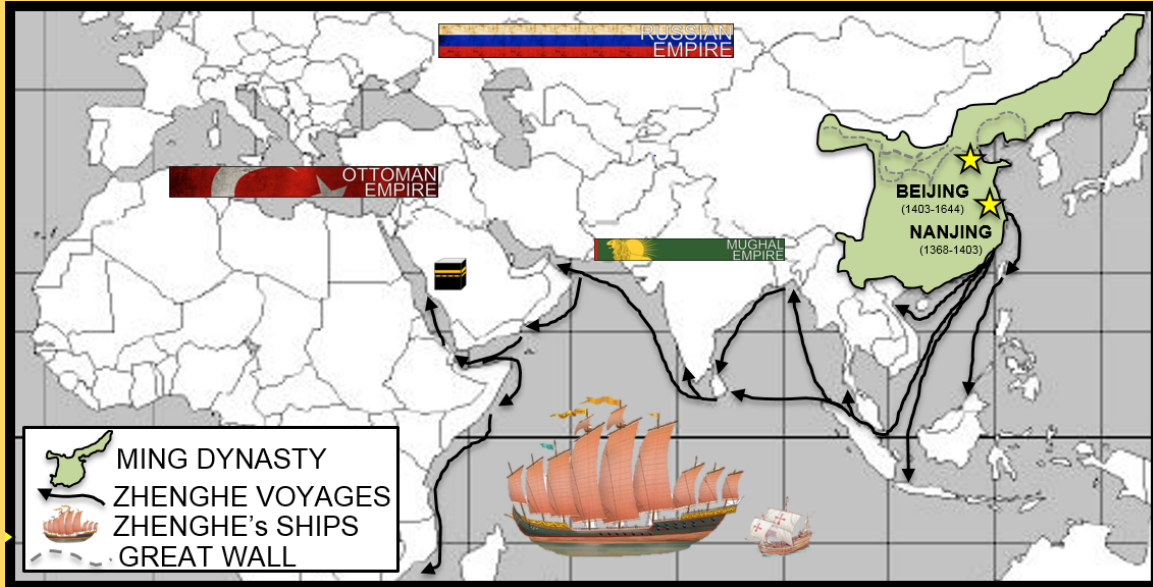 RUSSIAN
EMPIRE
OTTOMAN
EMPIRE
MUGHAL
EMPIRE
BEIJING
(1403-1644)
NANJING
(1368-1403)
MING DYNASTY
ZHENGHE VOYAGES
ZHENGHE's SHIPS
GREAT WALL